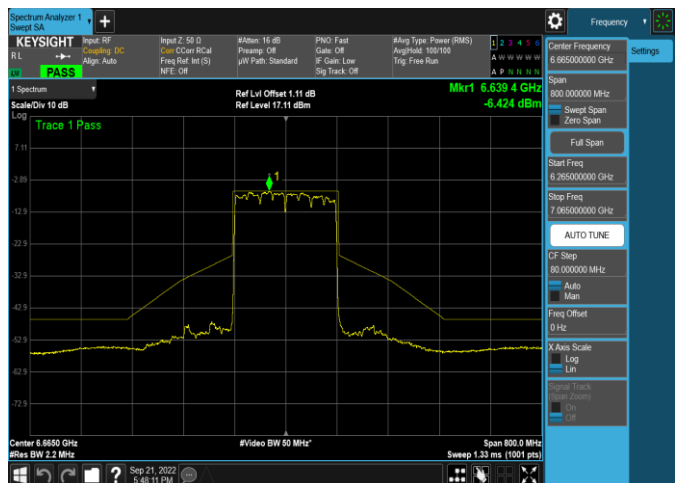 Spectrum Analyzer 1
Swept SA
Frequency
KEYSIGHT
R L
LW PASS
Input: RF
Coupling: DC
Align: Auto
Input Z: 50 Ω
Corr CCorr RCal
Freq Ref: Int (S)
NFE: Off
#Atten: 16 dB
Preamp: Off
µW Path: Standard
PNO: Fast
Gate: Off
IF Gain: Low
Sig Track: Off
#Avg Type: Power (RMS)
Avg|Hold: 100/100
Trig: Free Run
1 2 3 4 5 6
A W W W W W
A P N N N N
Center Frequency
6.665000000 GHz
Settings
Span
800.000000 MHz
Swept Span
Zero Span
Full Span
Start Freq
6.265000000 GHz
Stop Freq
7.065000000 GHz
AUTO TUNE
CF Step
80.000000 MHz
Auto
Man
Freq Offset
0 Hz
X Axis Scale
Log
Lin
Signal Track
(Span Zoom)
On
Off
1 Spectrum
Scale/Div 10 dB
Log
Ref Lvl Offset 1.11 dB
Ref Level 17.11 dBm
Mkr1 6.639 4 GHz
-6.424 dBm
Trace 1 Pass
7.11
-2.89
1
-12.9
-22.9
-32.9
-42.9
-52.9
-62.9
-72.9
Center 6.6650 GHz
#Res BW 2.2 MHz
#Video BW 50 MHz*
Span 800.0 MHz
Sweep 1.33 ms (1001 pts)
Sep 21, 2022
5:48:11 PM